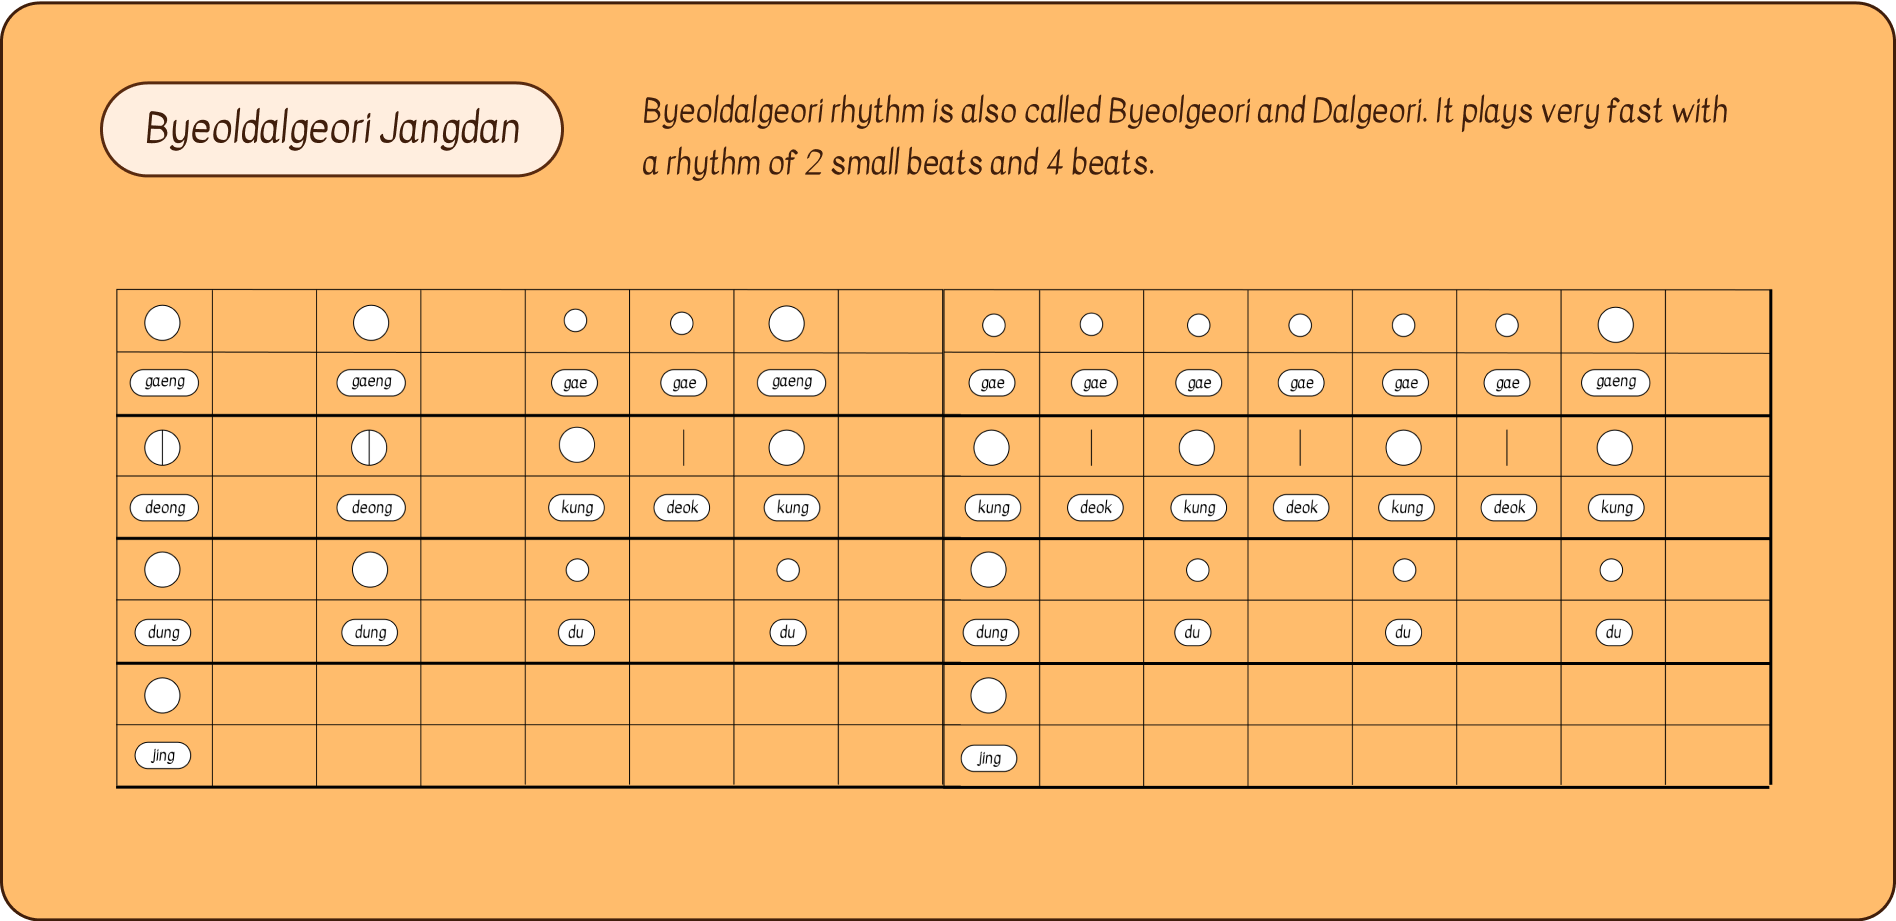 Byeoldalgeori Jangdan
Byeoldalgeori rhythm is also called Byeolgeori and Dalgeori. It plays very fast with
a rhythm of 2 small beats and 4 beats.
gaeng gaeng gae gae gaeng gae gae gae gae gae gae gaeng
deong deong kung deok kung kung deok kung deok kung deok kung
dung dung du du dung du du du
jing jing